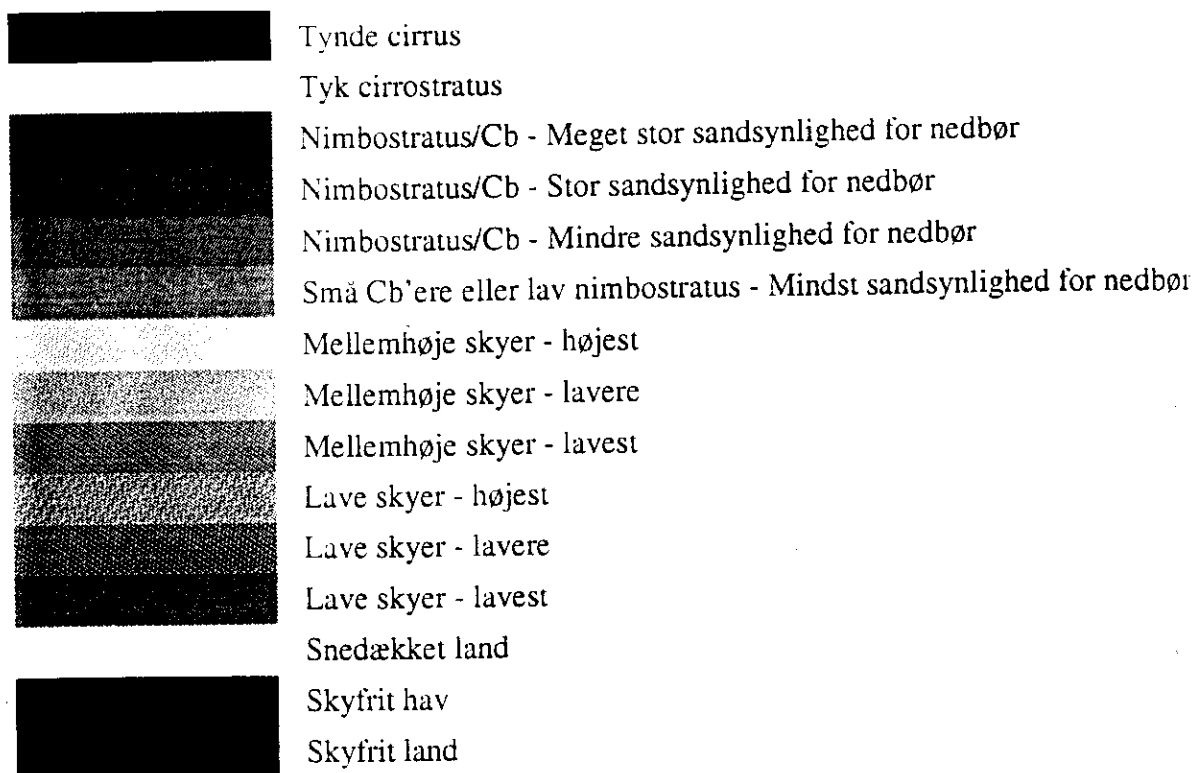 Tynde cirrus
Tyk cirrostratus
Nimbostratus/Cb - Meget stor sandsynlighed for nedbør
Nimbostratus/Cb - Stor sandsynlighed for nedbør
Nimbostratus/Cb - Mindre sandsynlighed for nedbør
Små Cb'ere eller lav nimbostratus - Mindst sandsynlighed for nedbør
Mellemhøje skyer - højest
Mellemhøje skyer - lavere
Mellemhøje skyer - lavest
Lave skyer - højest
Lave skyer - lavere
Lave skyer - lavest
Snedækket land
Skyfrit hav
Skyfrit land